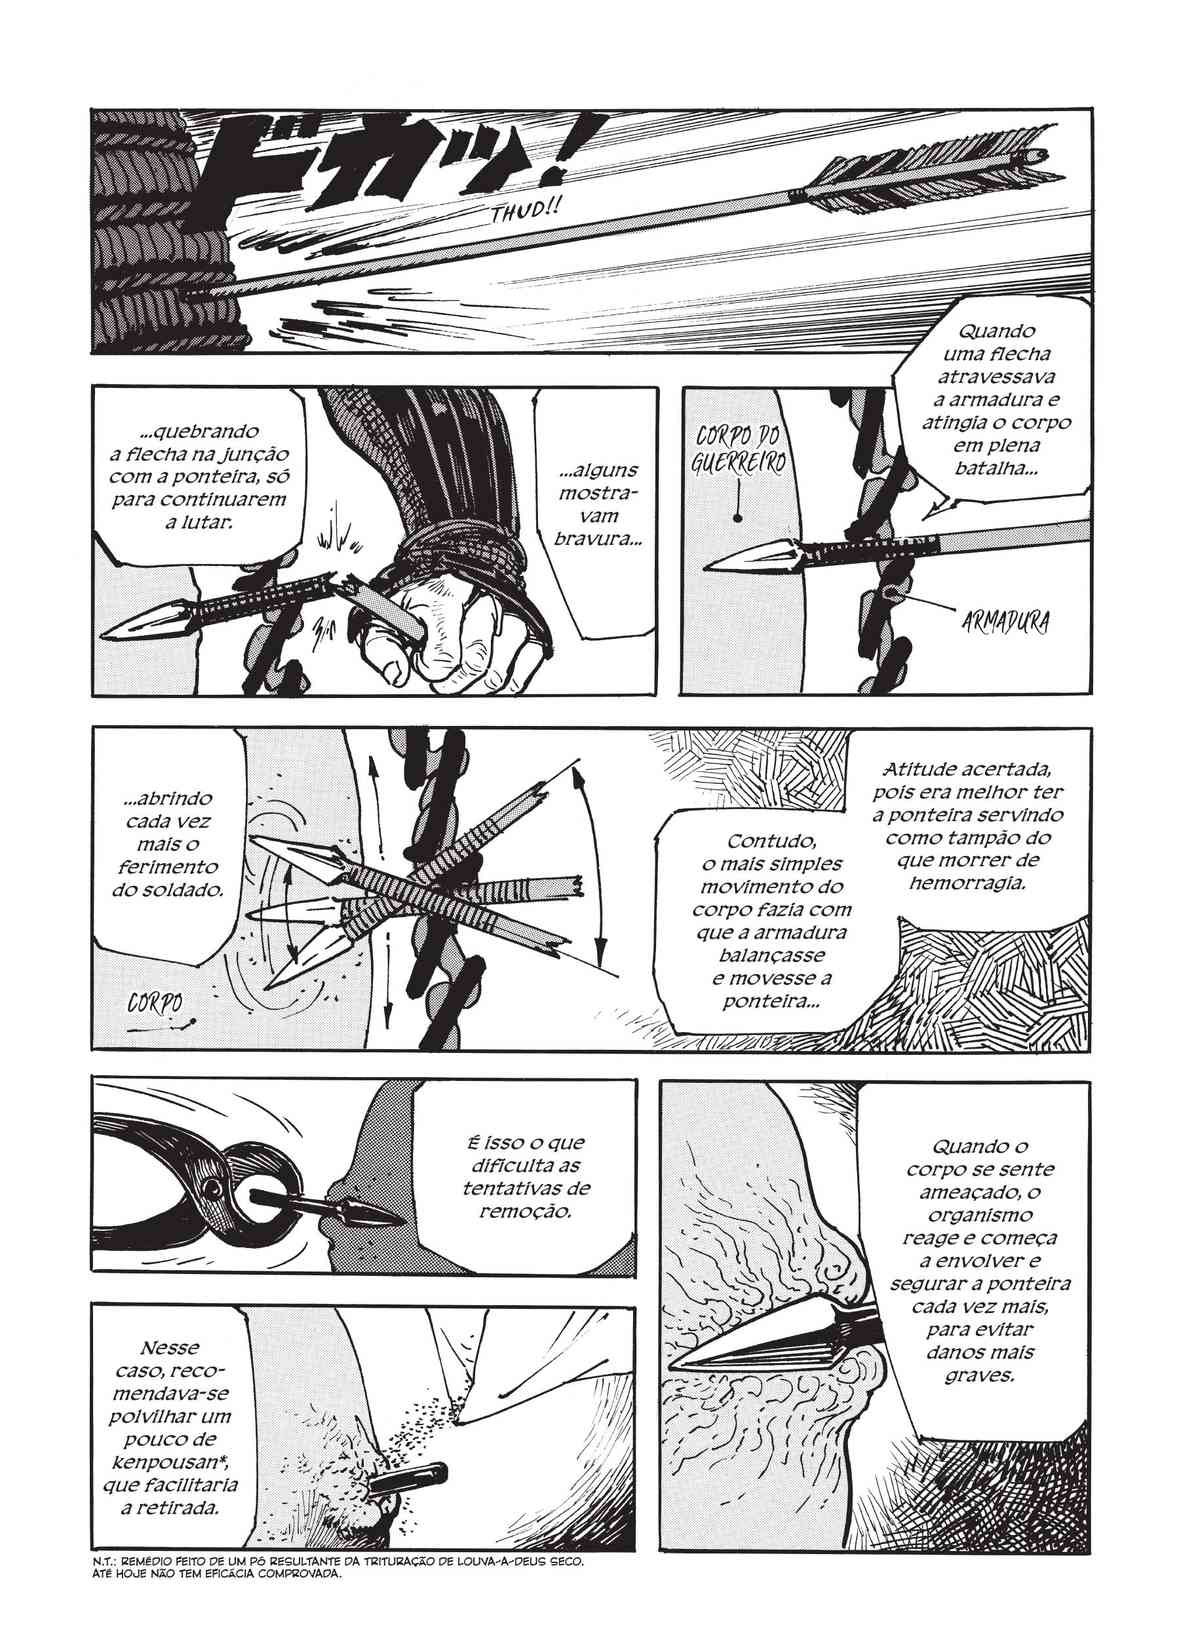 ドカッ!
THUD!!
Quando
uma flecha
atravessava
a armadura e
atingia o corpo
em plena
batalha...
CORPO DO
GUERREIRO
ARMADURA
...alguns
mostra-
vam
bravura...
...quebrando
a flecha na junção
com a ponteira, só
para continuarem
a lutar.
Atitude acertada,
pois era melhor ter
a ponteira servindo
como tampão do
que morrer de
hemorragia.
Contudo,
o mais simples
movimento do
corpo fazia com
que a armadura
balançasse
e movesse a
ponteira...
...abrindo
cada vez
mais o
ferimento
do soldado.
CORPO
Quando o
corpo se sente
ameaçado, o
organismo
reage e começa
a envolver e
segurar a ponteira
cada vez mais,
para evitar
danos mais
graves.
É isso o que
dificulta as
tentativas de
remoção.
Nesse
caso, reco-
mendava-se
polvilhar um
pouco de
kenpousan*,
que facilitaria
a retirada.
N.T.: REMÉDIO FEITO DE UM PÓ RESULTANTE DA TRITURAÇÃO DE LOUVA-A-DEUS SECO.
ATÉ HOJE NÃO TEM EFICÁCIA COMPROVADA.